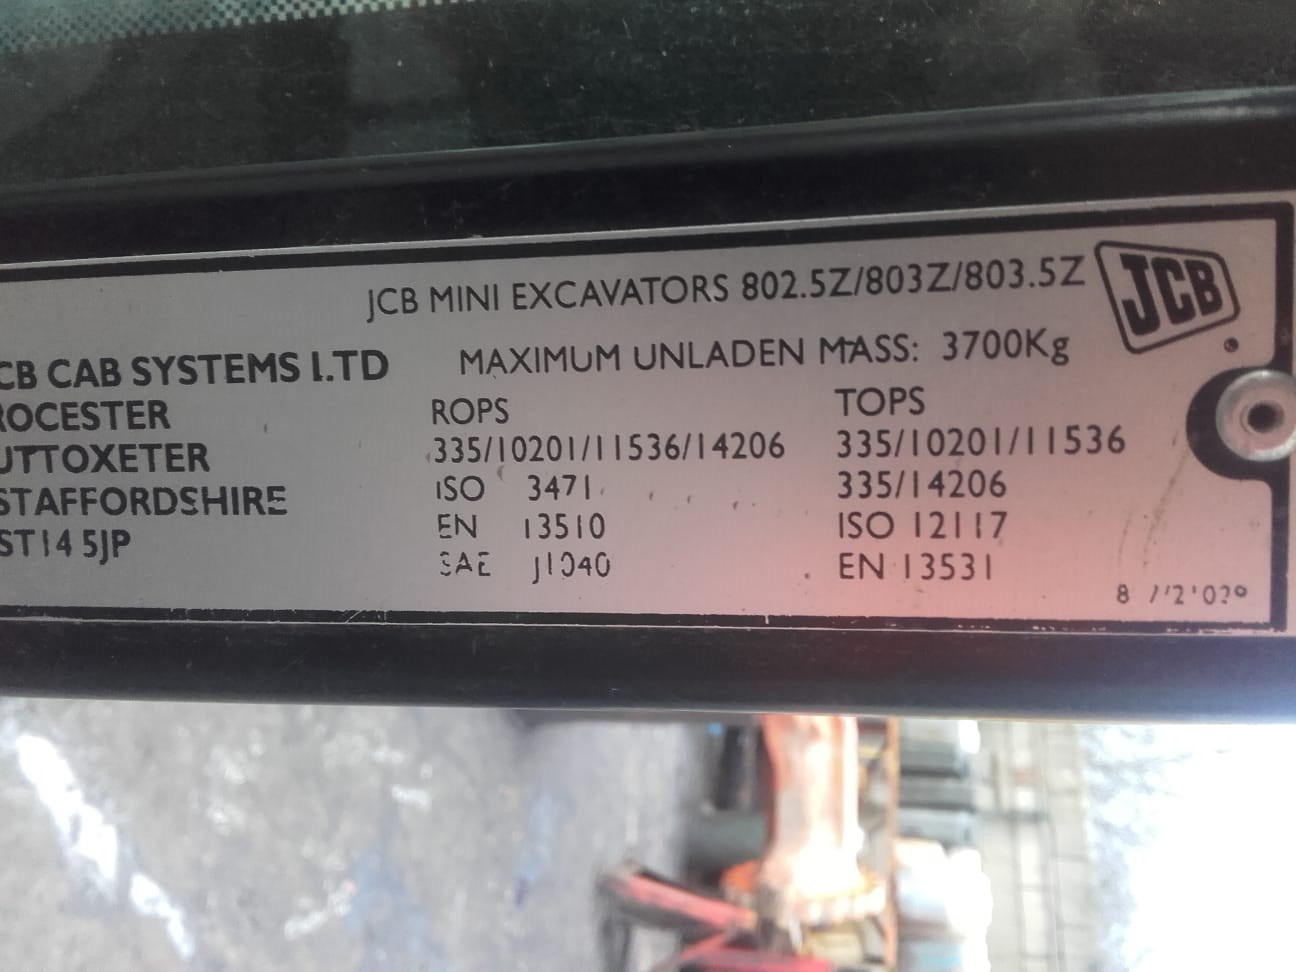 JCB MINI EXCAVATORS 802.5Z/803Z/803.5Z
JCB
CB CAB SYSTEMS LTD
MAXIMUM UNLADEN MASS: 3700Kg
ROCESTER
UTTOXETER
STAFFORDSHIRE
ST14 5JP
ROPS
335/10201/11536/14206
ISO 3471
EN 13510
SAE J1040
TOPS
335/10201/11536
335/14206
ISO 12117
EN 13531